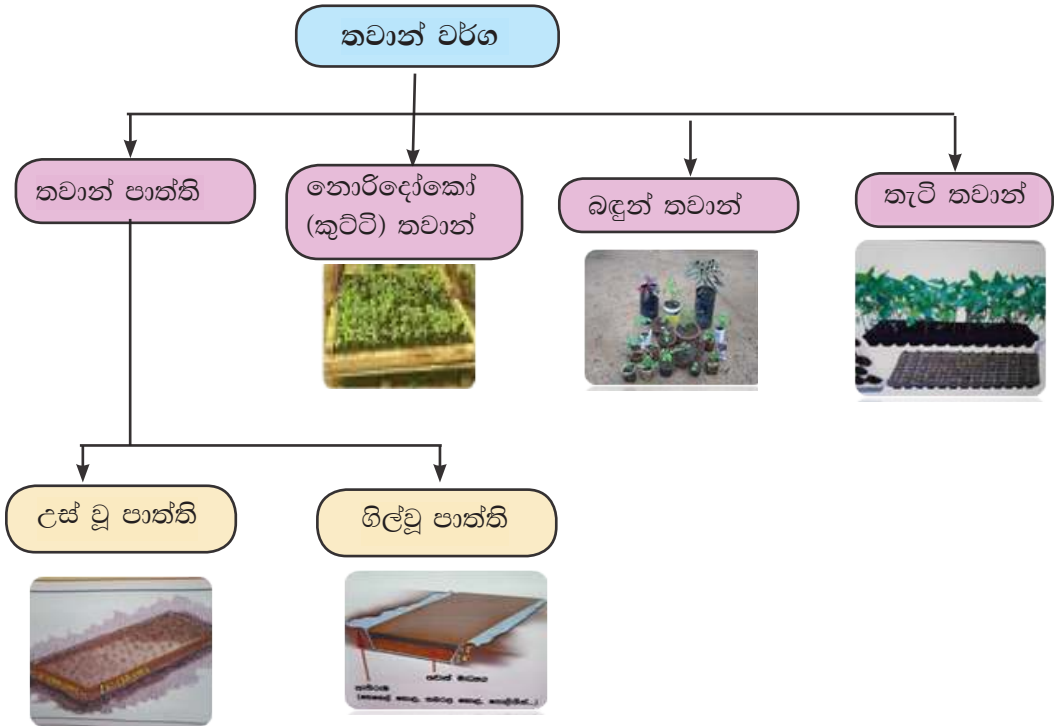 තවාන් වර්ග
තවාන් පාත්ති
නොරිදෝකෝ
(කුට්ටි) තවාන්
බඳුන් තවාන්
තැටි තවාන්
උස් වූ පාත්ති
ගිල්වූ පාත්ති